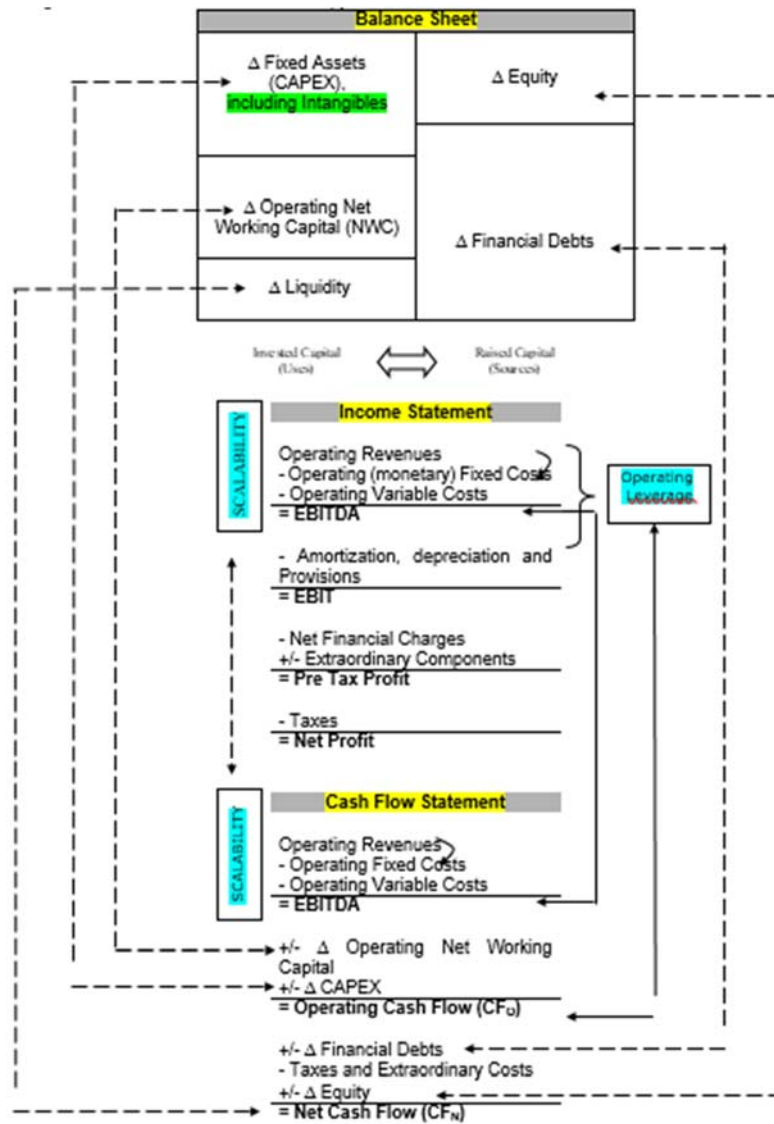 Balance Sheet
Δ Fixed Assets
(CAPEX),
including Intangibles
Δ Equity
Δ Operating Net
Working Capital (NWC)
Δ Financial Debts
Δ Liquidity
Invested Capital
(Uses)
Raised Capital
(Sources)
SCALABILITY
Income Statement
Operating Revenues
- Operating (monetary) Fixed Costs
- Operating Variable Costs
= EBITDA
Operating
Leverage
- Amortization, depreciation and
Provisions
= EBIT
- Net Financial Charges
+/- Extraordinary Components
= Pre Tax Profit
- Taxes
= Net Profit
SCALABILITY
Cash Flow Statement
Operating Revenues
- Operating Fixed Costs
- Operating Variable Costs
= EBITDA
+/- Δ Operating Net Working
Capital
+/- Δ CAPEX
= Operating Cash Flow (CFO)
+/- Δ Financial Debts
- Taxes and Extraordinary Costs
+/- Δ Equity
= Net Cash Flow (CFN)